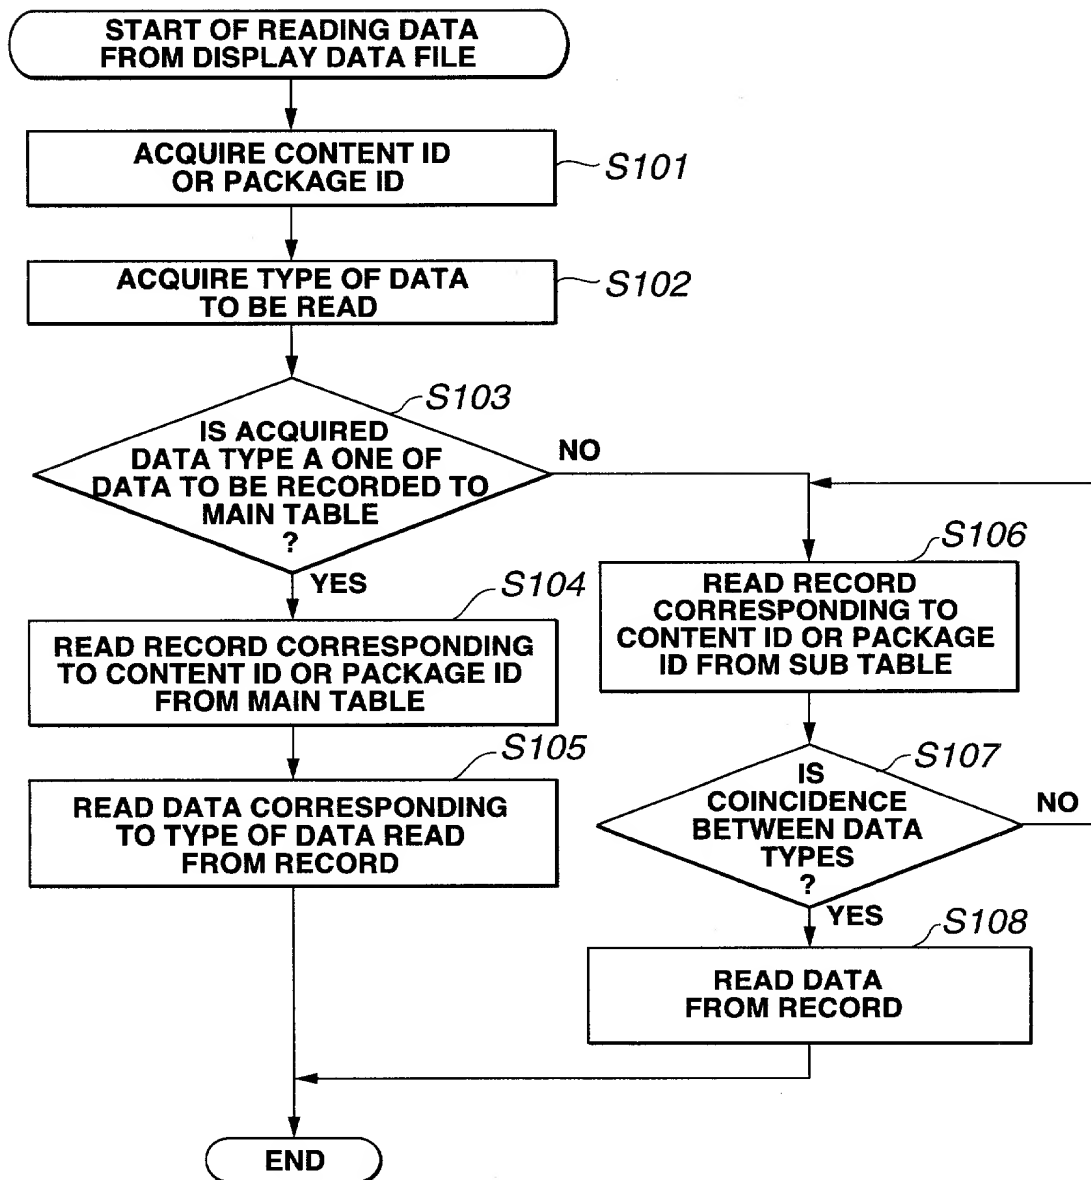 START OF READING DATA
FROM DISPLAY DATA FILE
ACQUIRE CONTENT ID
OR PACKAGE ID
S101
ACQUIRE TYPE OF DATA
TO BE READ
S102
S103
IS ACQUIRED
DATA TYPE A ONE OF
DATA TO BE RECORDED TO
MAIN TABLE
?
NO
YES
S104
READ RECORD CORRESPONDING
TO CONTENT ID OR PACKAGE ID
FROM MAIN TABLE
S105
READ DATA CORRESPONDING
TO TYPE OF DATA READ
FROM RECORD
S106
READ RECORD
CORRESPONDING TO
CONTENT ID OR PACKAGE
ID FROM SUB TABLE
S107
IS
COINCIDENCE
BETWEEN DATA
TYPES
?
NO
YES
S108
READ DATA
FROM RECORD
END